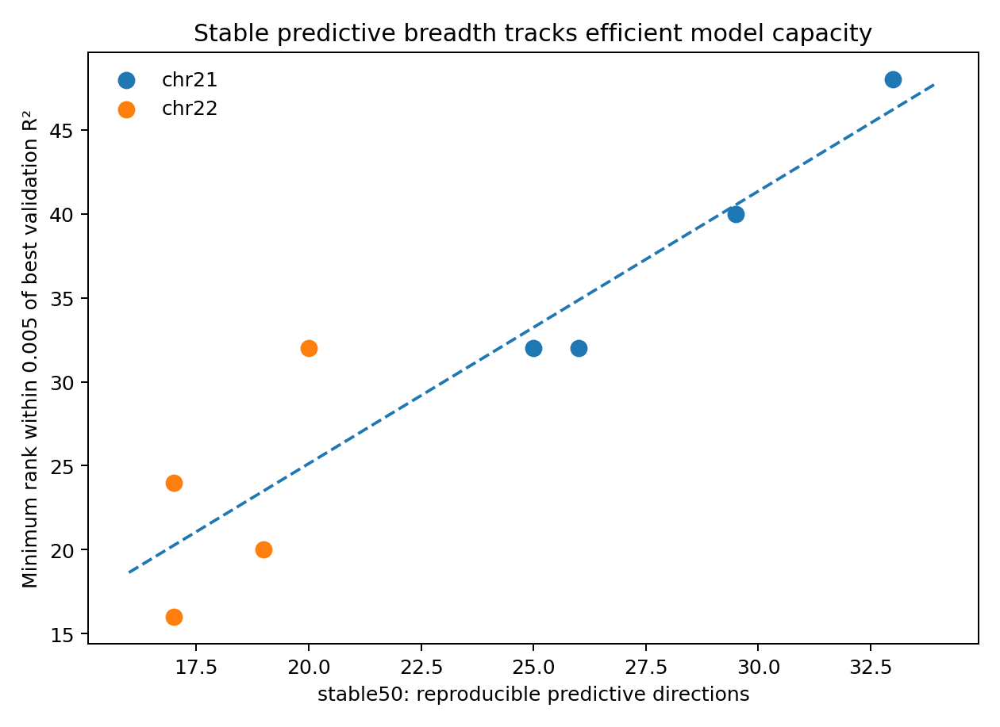 Stable predictive breadth tracks efficient model capacity
chr21
chr22
Minimum rank within 0.005 of best validation R²
45
40
35
30
25
20
15
17.5 20.0 22.5 25.0 27.5 30.0 32.5
stable50: reproducible predictive directions